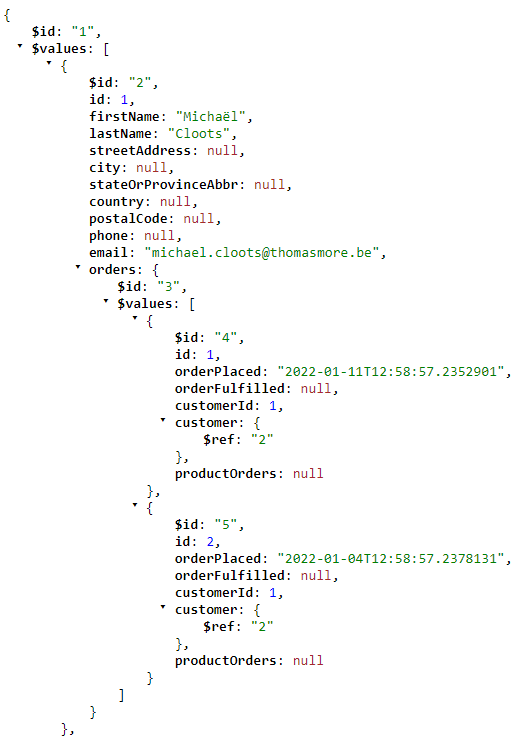 {
$id: "1",
$values: [
{
$id: "2",
id: 1,
firstName: "Michaël",
lastName: "Cloots",
streetAddress: null,
city: null,
stateOrProvinceAbbr: null,
country: null,
postalCode: null,
phone: null,
email: "michael.cloots@thomasmore.be",
orders: {
$id: "3",
$values: [
{
$id: "4",
id: 1,
orderPlaced: "2022-01-11T12:58:57.2352901",
orderFulfilled: null,
customerId: 1,
customer: {
$ref: "2"
},
productOrders: null
},
{
$id: "5",
id: 2,
orderPlaced: "2022-01-04T12:58:57.2378131",
orderFulfilled: null,
customerId: 1,
customer: {
$ref: "2"
},
productOrders: null
}
]
}
},